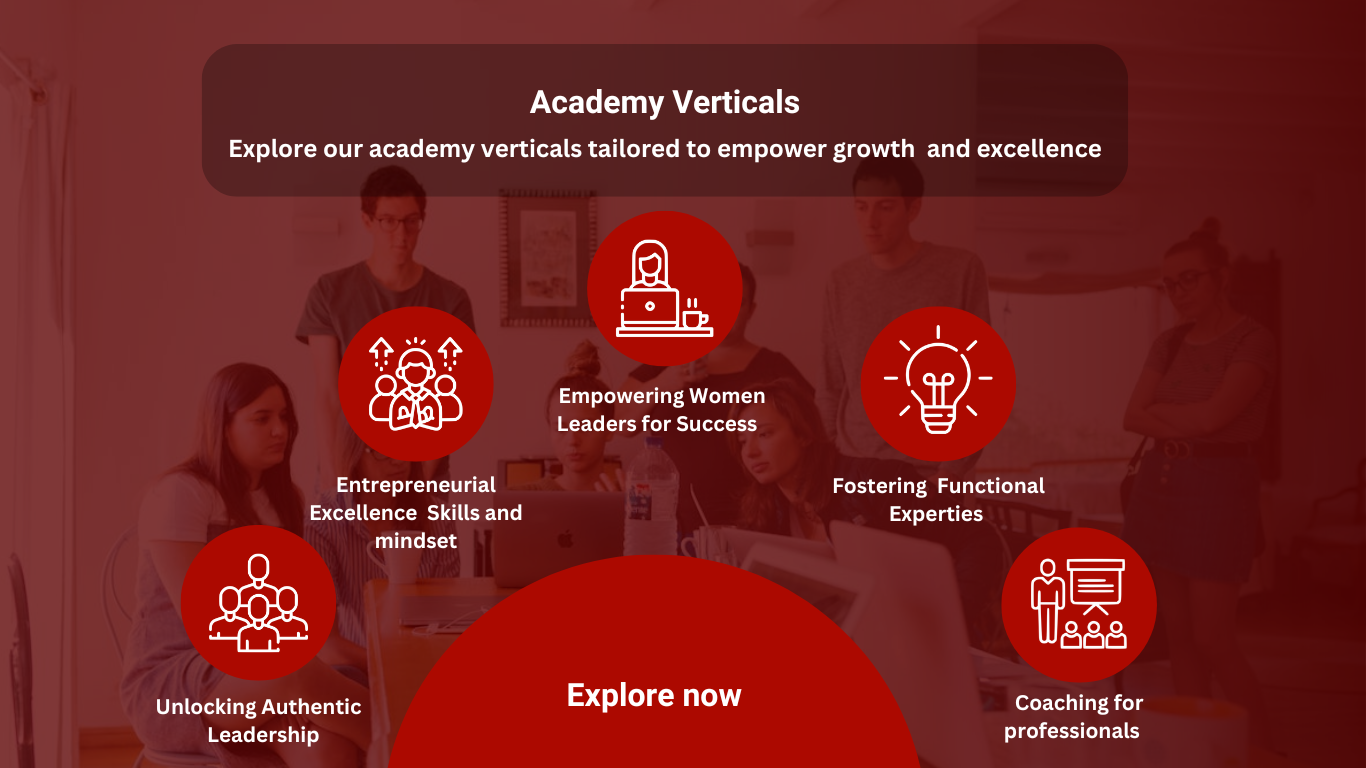 Academy Verticals
Explore our academy verticals tailored to empower growth  and excellence
Empowering Women
Leaders for Success
Entrepreneurial
Excellence  Skills and
mindset
Fostering  Functional
Experties
Unlocking Authentic
Leadership
Explore now
Coaching for
professionals